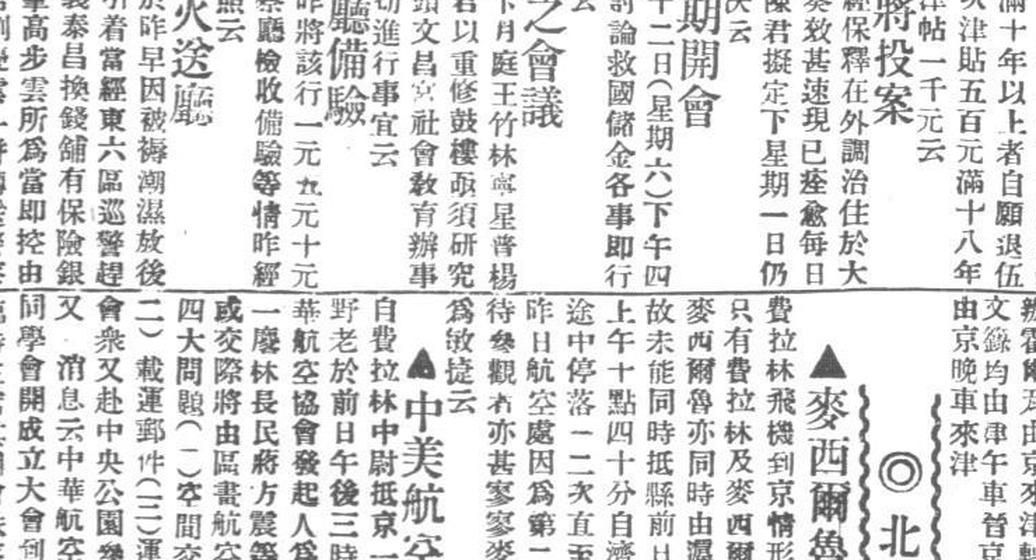 滿十年以上者自願退伍
次津貼五百元滿十八年
津帖一千元云
將投案
經保釋在外調治住於大
奏效甚速現已痊愈每日
陳君擬定下星期一日仍
期開會
十二日(星期六)下午四
討論救國儲金各事即行
云
之會議
下月庭王竹林寗星普楊
君以重修鼓樓亟須研究
頭文昌宮社會敎育辦事
切進行事宜云
廳備驗
昨將該行一元五元十元
察廳檢收備驗等情昨經
照云
火送廳
於昨早因被褥潮濕放後
引着當經東六區巡警趕
義泰昌換錢舖有保險銀
高步雲所爲當即控由
文錄均由津午車晉京
由京晚車來津
◎北
▲麥西爾魯
費拉林飛機到京情形
只有費拉林及麥西爾
麥西爾魯亦同時由滬
故未能同時抵縣前日
上午十點四十分自濟
途中停落一二次直至
昨日航空處因爲第一
待參觀者亦甚寥寥麥
爲敏捷云
▲中美航空
自費拉林中尉抵京一
野老於前日午後三時
華航空協會發起人爲
一廢林長民蔣方震等
或交際將由區畫航空
四大問題(一)空間交
二)載運郵件(三)運
會衆又赴中央公園參
又消息云中華航空
同學會開成立大會到